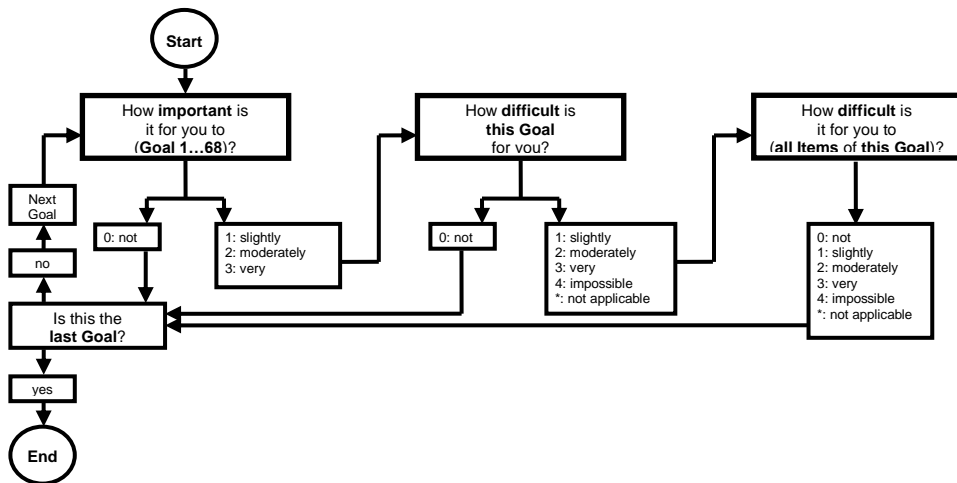 Start
How important is
it for you to
(Goal 1...68)?
How difficult is
this Goal
for you?
How difficult is
it for you to
(all Items of this Goal)?
Next
Goal
0: not
1: slightly
2: moderately
3: very
0: not
1: slightly
2: moderately
3: very
4: impossible
*: not applicable
0: not
1: slightly
2: moderately
3: very
4: impossible
*: not applicable
no
Is this the
last Goal?
yes
End